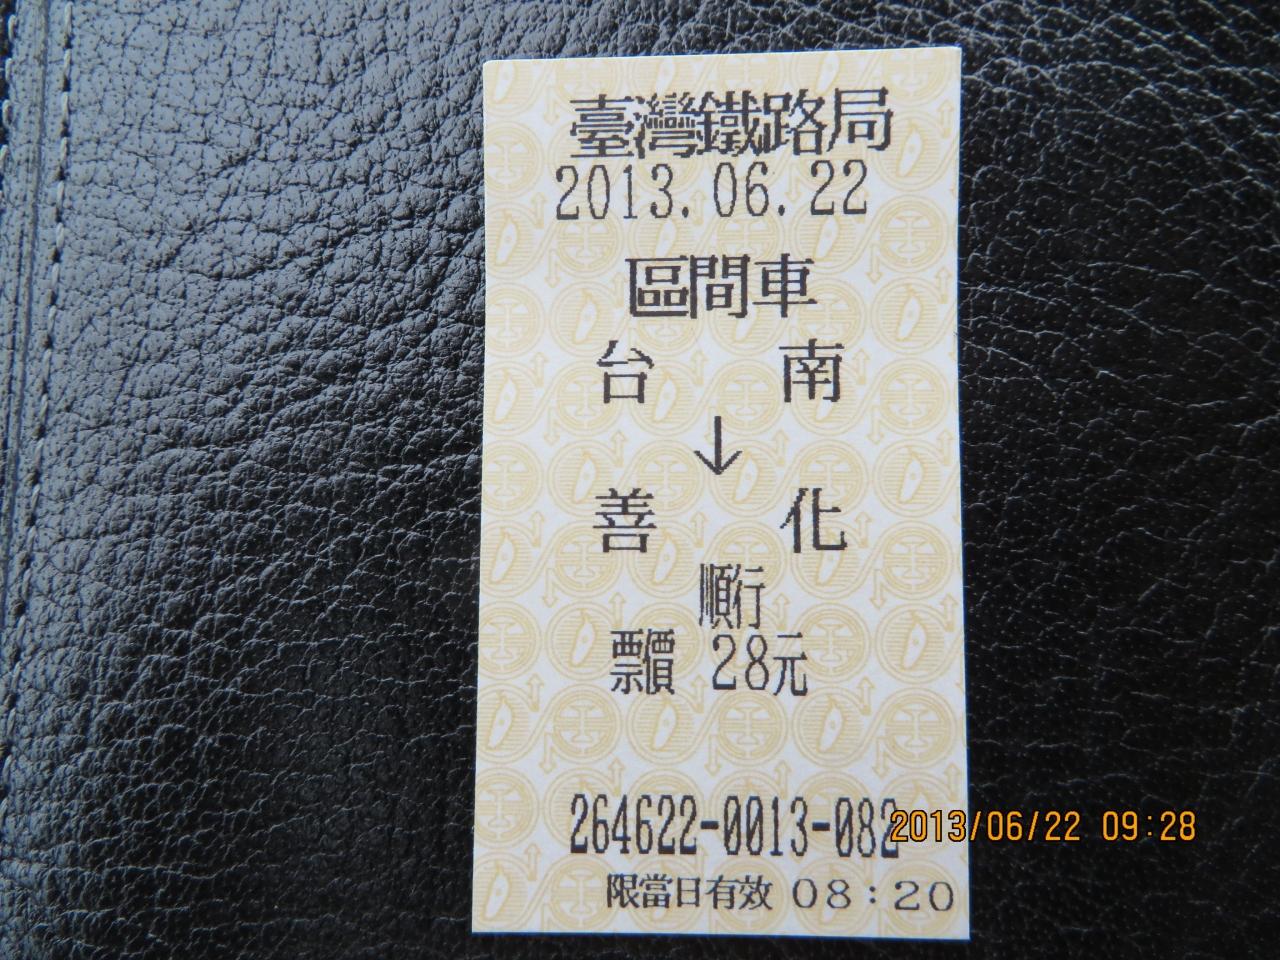 臺灣鐵路局
2013.06.22
區間車
台 南
↓
善 化
順行
票價 28元
264622-0013-082
2013/06/22 09:28
限當日有效 08:20